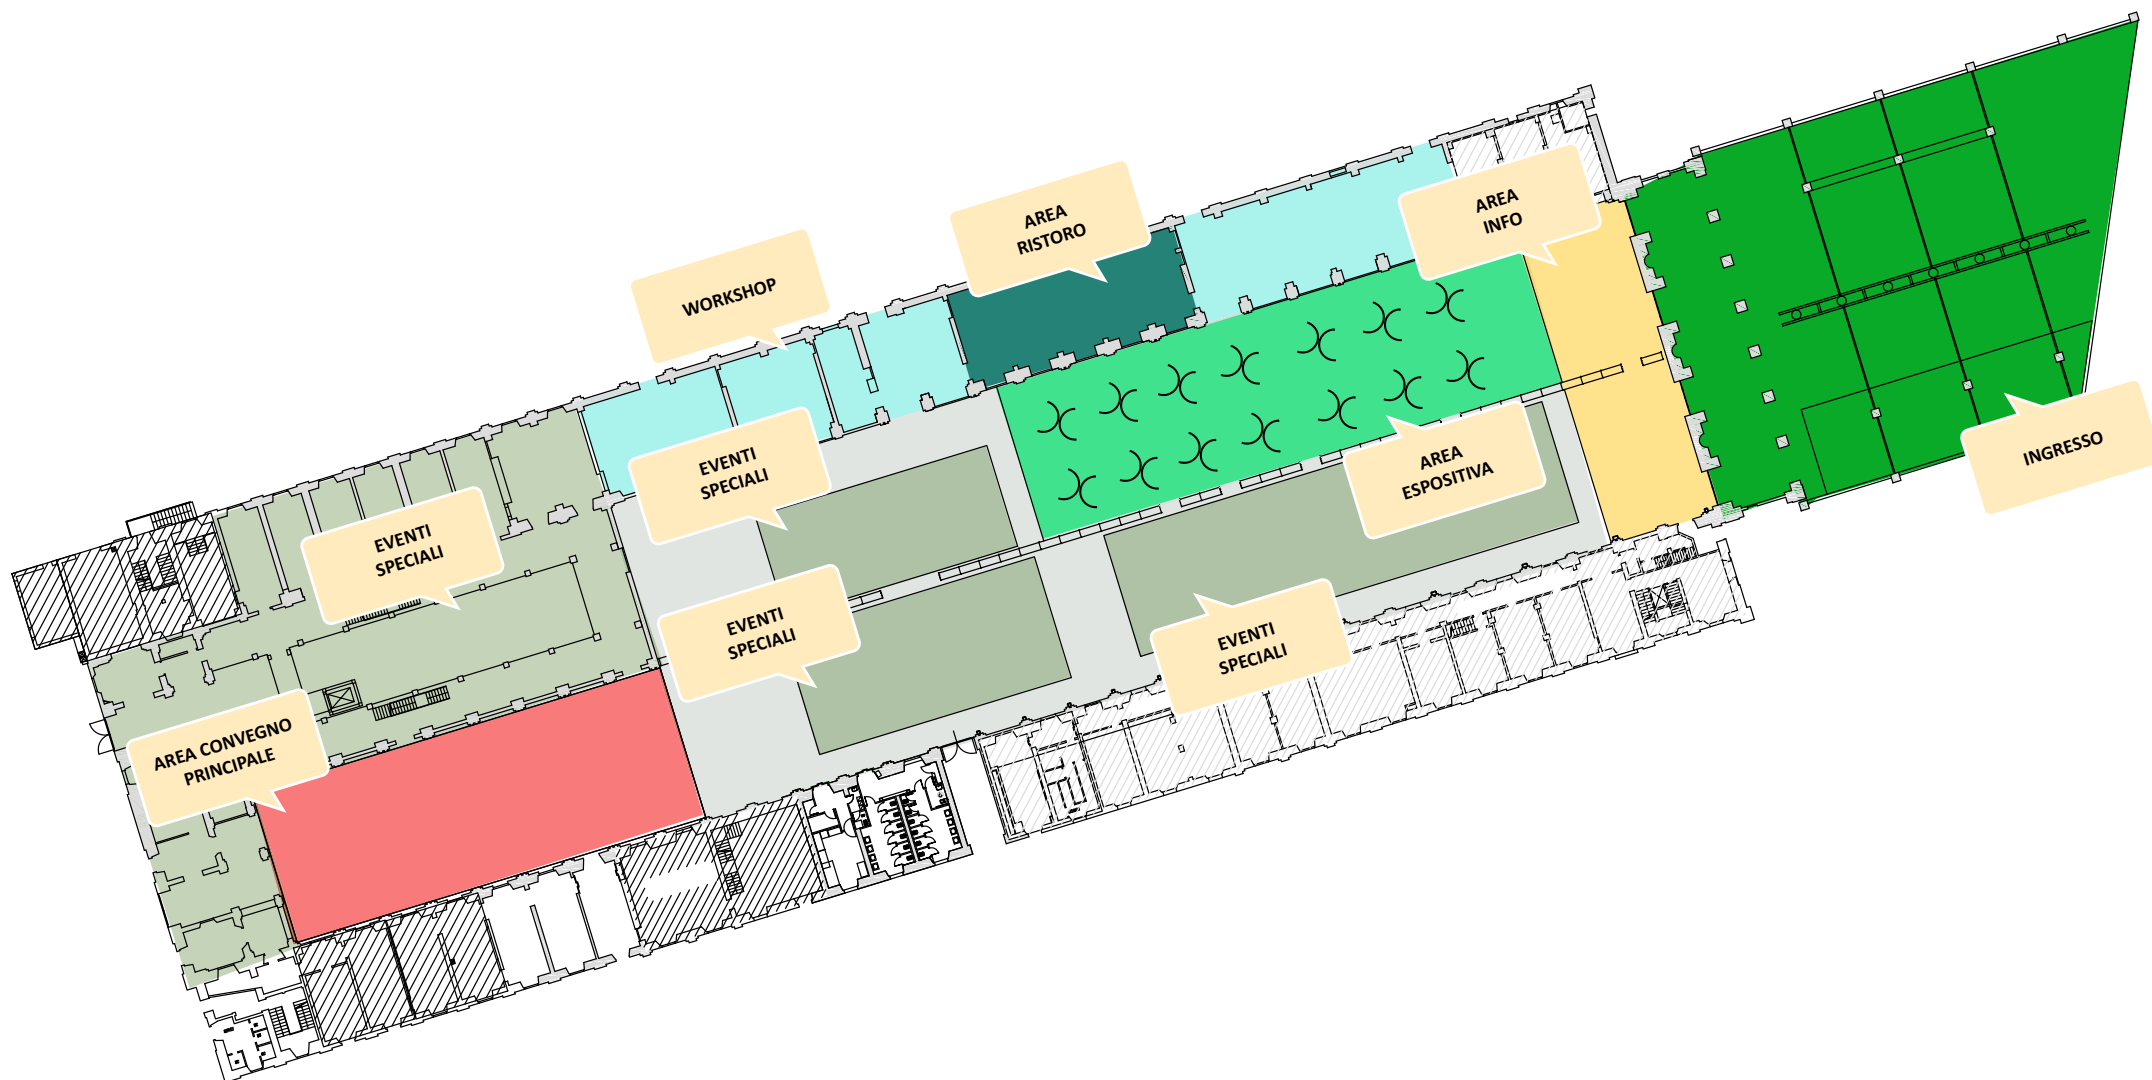 AREA
RISTORO
AREA
INFO
WORKSHOP
EVENTI
SPECIALI
AREA
ESPOSITIVA
INGRESSO
EVENTI
SPECIALI
EVENTI
SPECIALI
EVENTI
SPECIALI
AREA CONVEGNO
PRINCIPALE